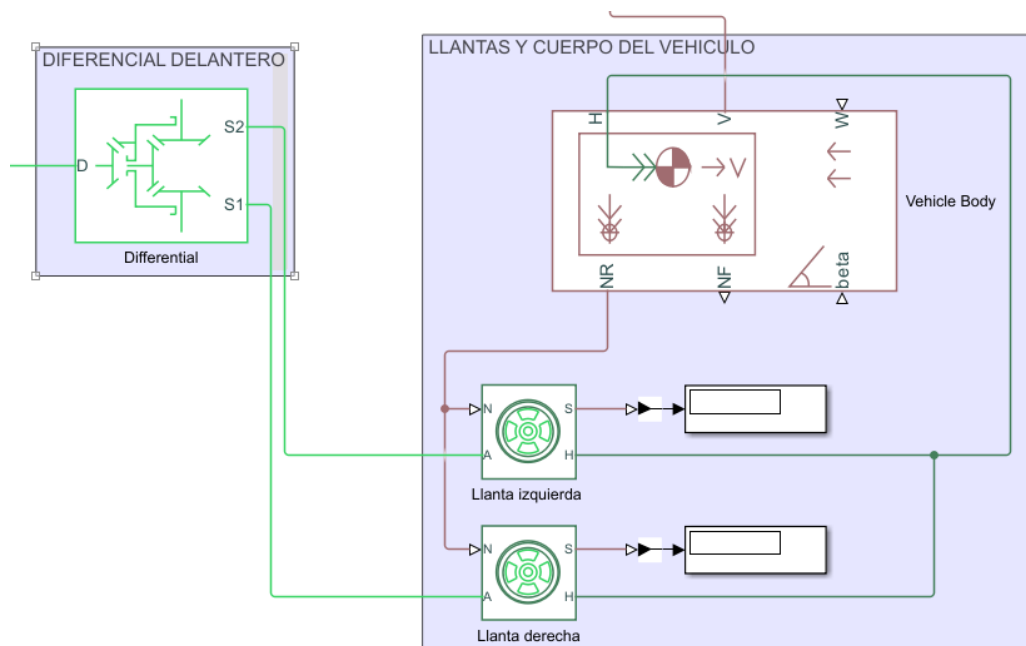 DIFERENCIAL DELANTERO
D
S2
S1
Differential
LLANTAS Y CUERPO DEL VEHICULO
H
V
W
V
NR
NF
beta
Vehicle Body
N
S
A
H
Llanta izquierda
N
S
A
H
Llanta derecha